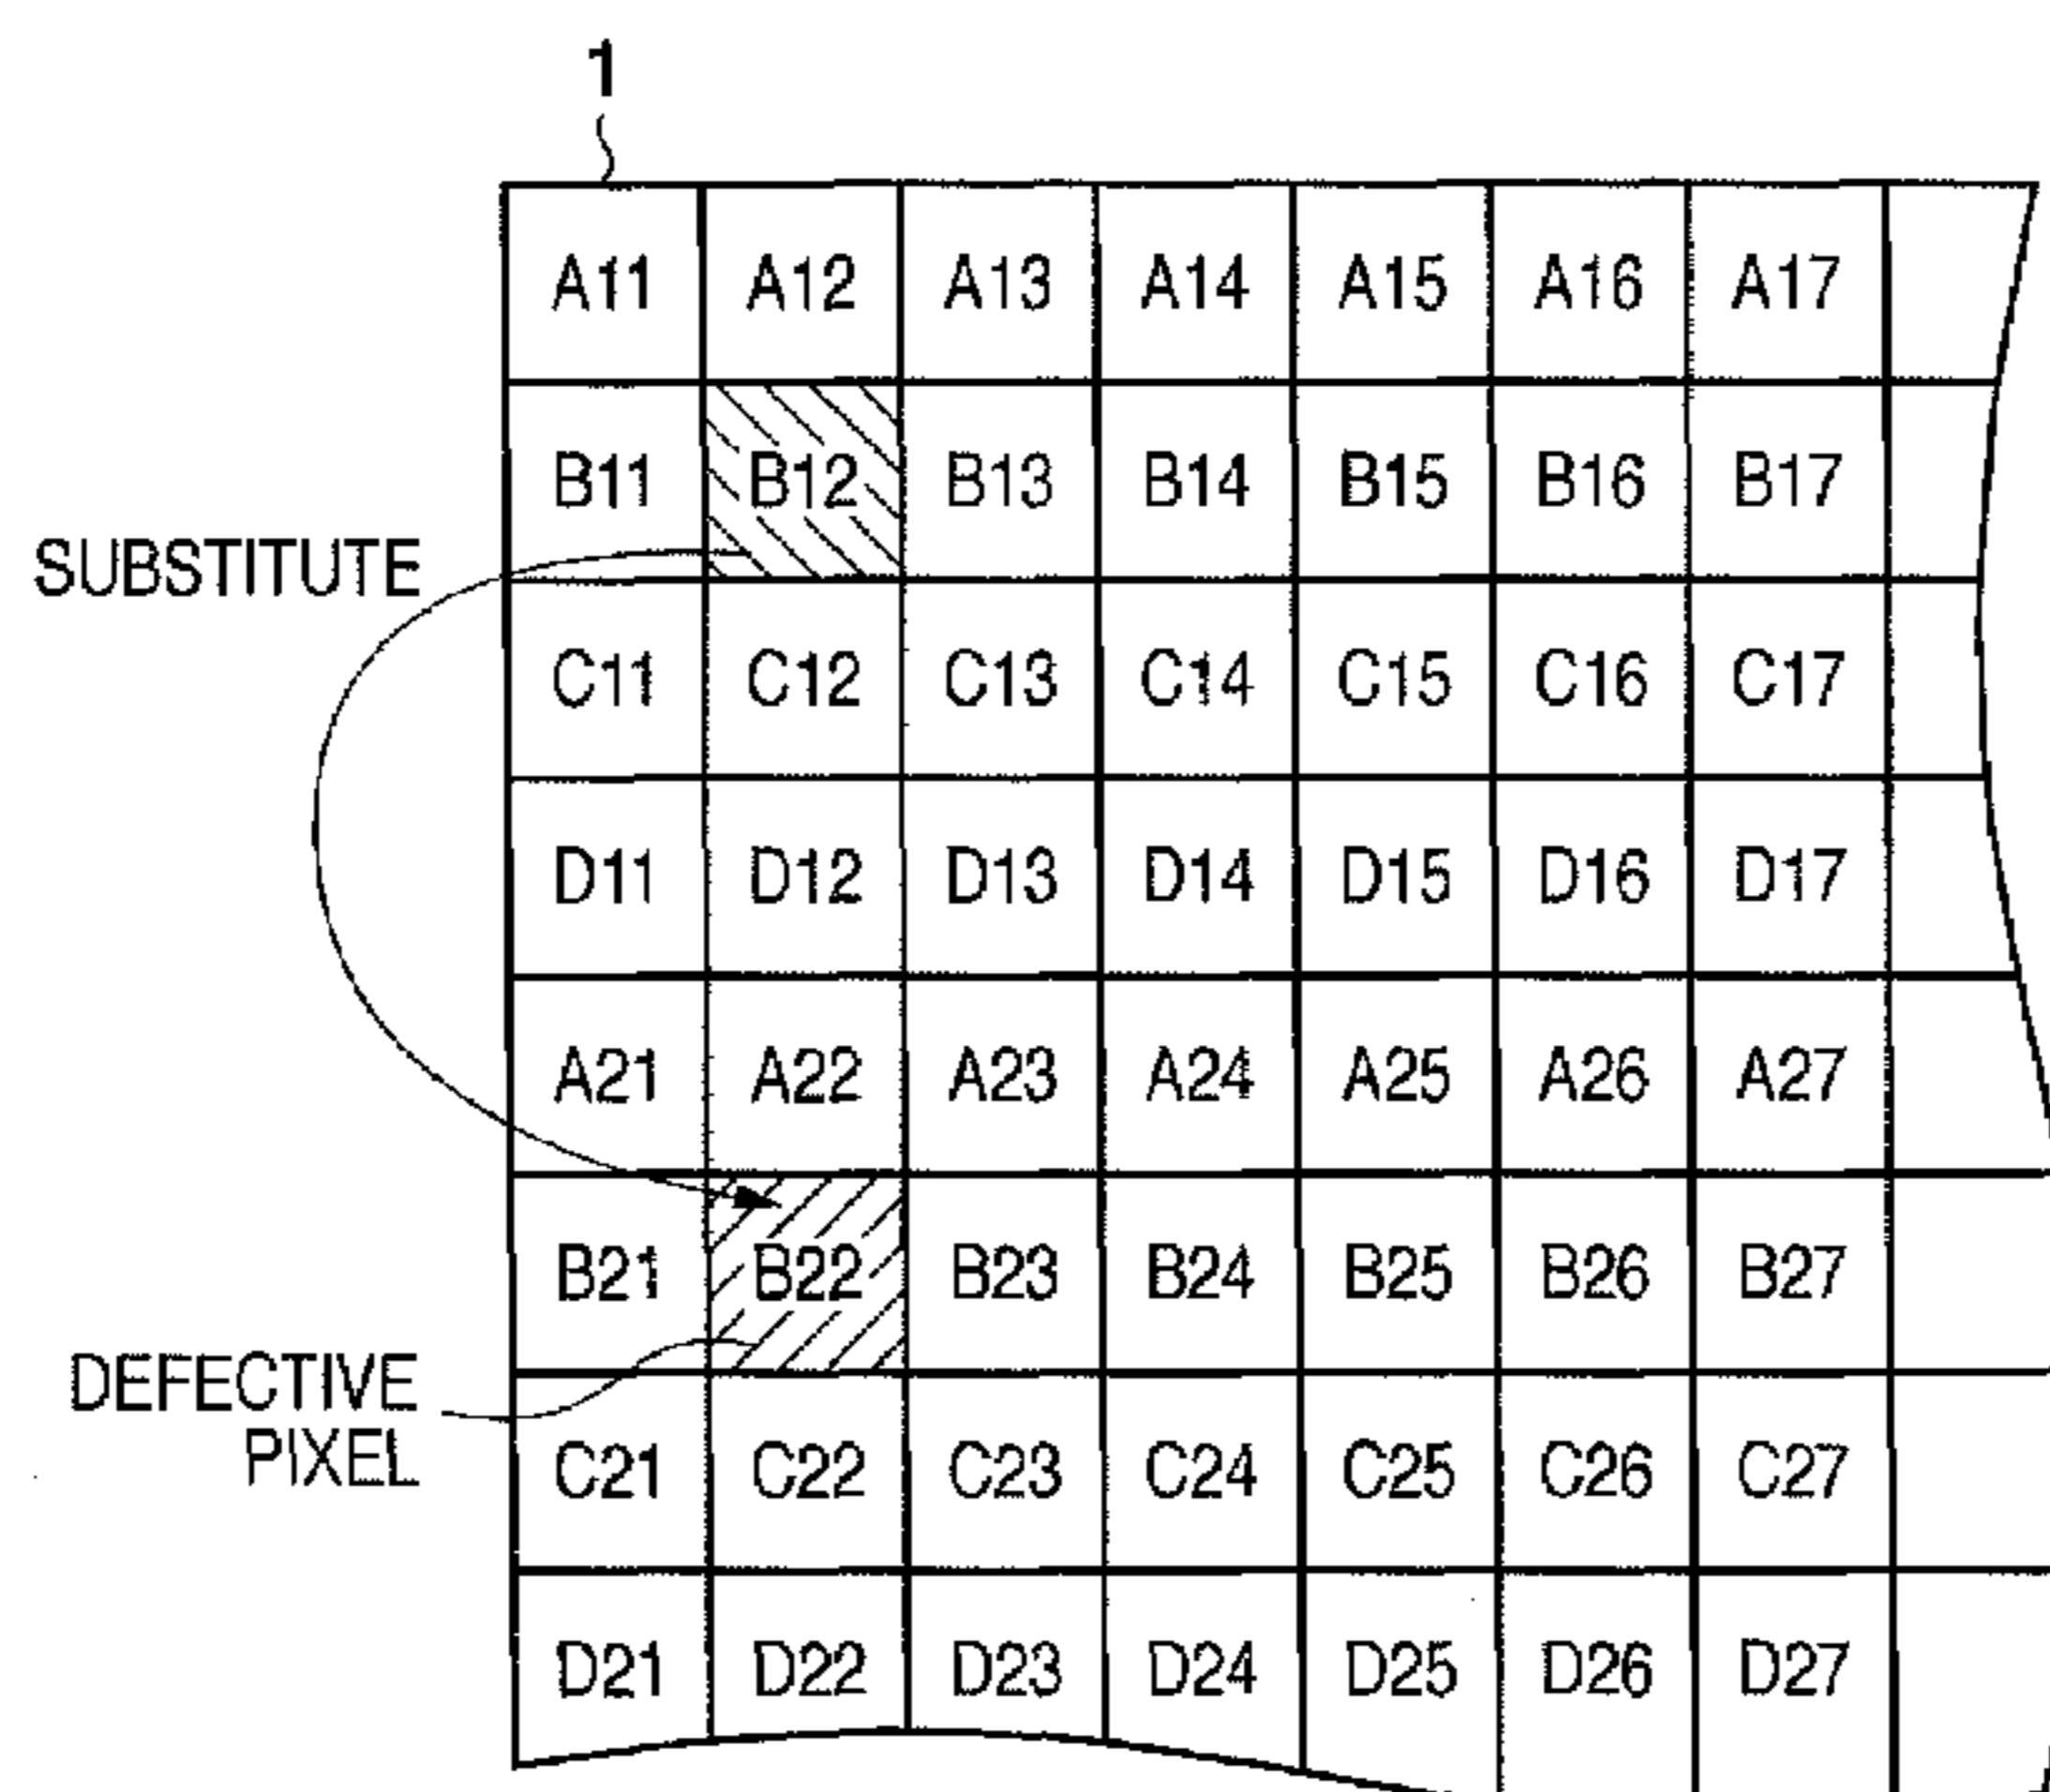 1
A11 A12 A13 A14 A15 A16 A17
B11 B12 B13 B14 B15 B16 B17
SUBSTITUTE
C11 C12 C13 C14 C15 C16 C17
D11 D12 D13 D14 D15 D16 D17
A21 A22 A23 A24 A25 A26 A27
B21 B22 B23 B24 B25 B26 B27
DEFECTIVE
PIXEL
C21 C22 C23 C24 C25 C26 C27
D21 D22 D23 D24 D25 D26 D27